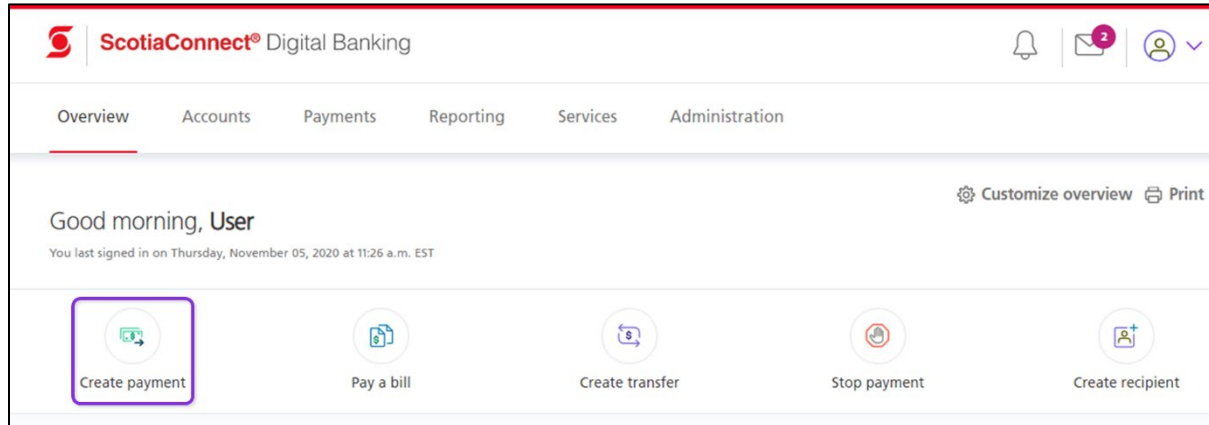 ScotiaConnect® Digital Banking
2
Overview Accounts Payments Reporting Services Administration
Customize overview Print
Good morning, User
You last signed in on Thursday, November 05, 2020 at 11:26 a.m. EST
Create payment Pay a bill Create transfer Stop payment Create recipient